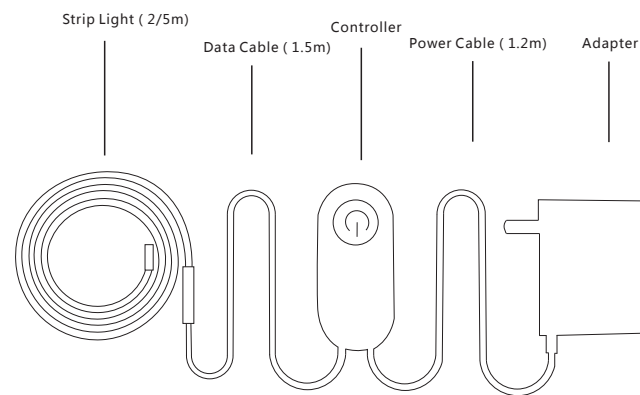 Strip Light ( 2/5m)
Data Cable ( 1.5m)
Controller
Power Cable ( 1.2m)
Adapter